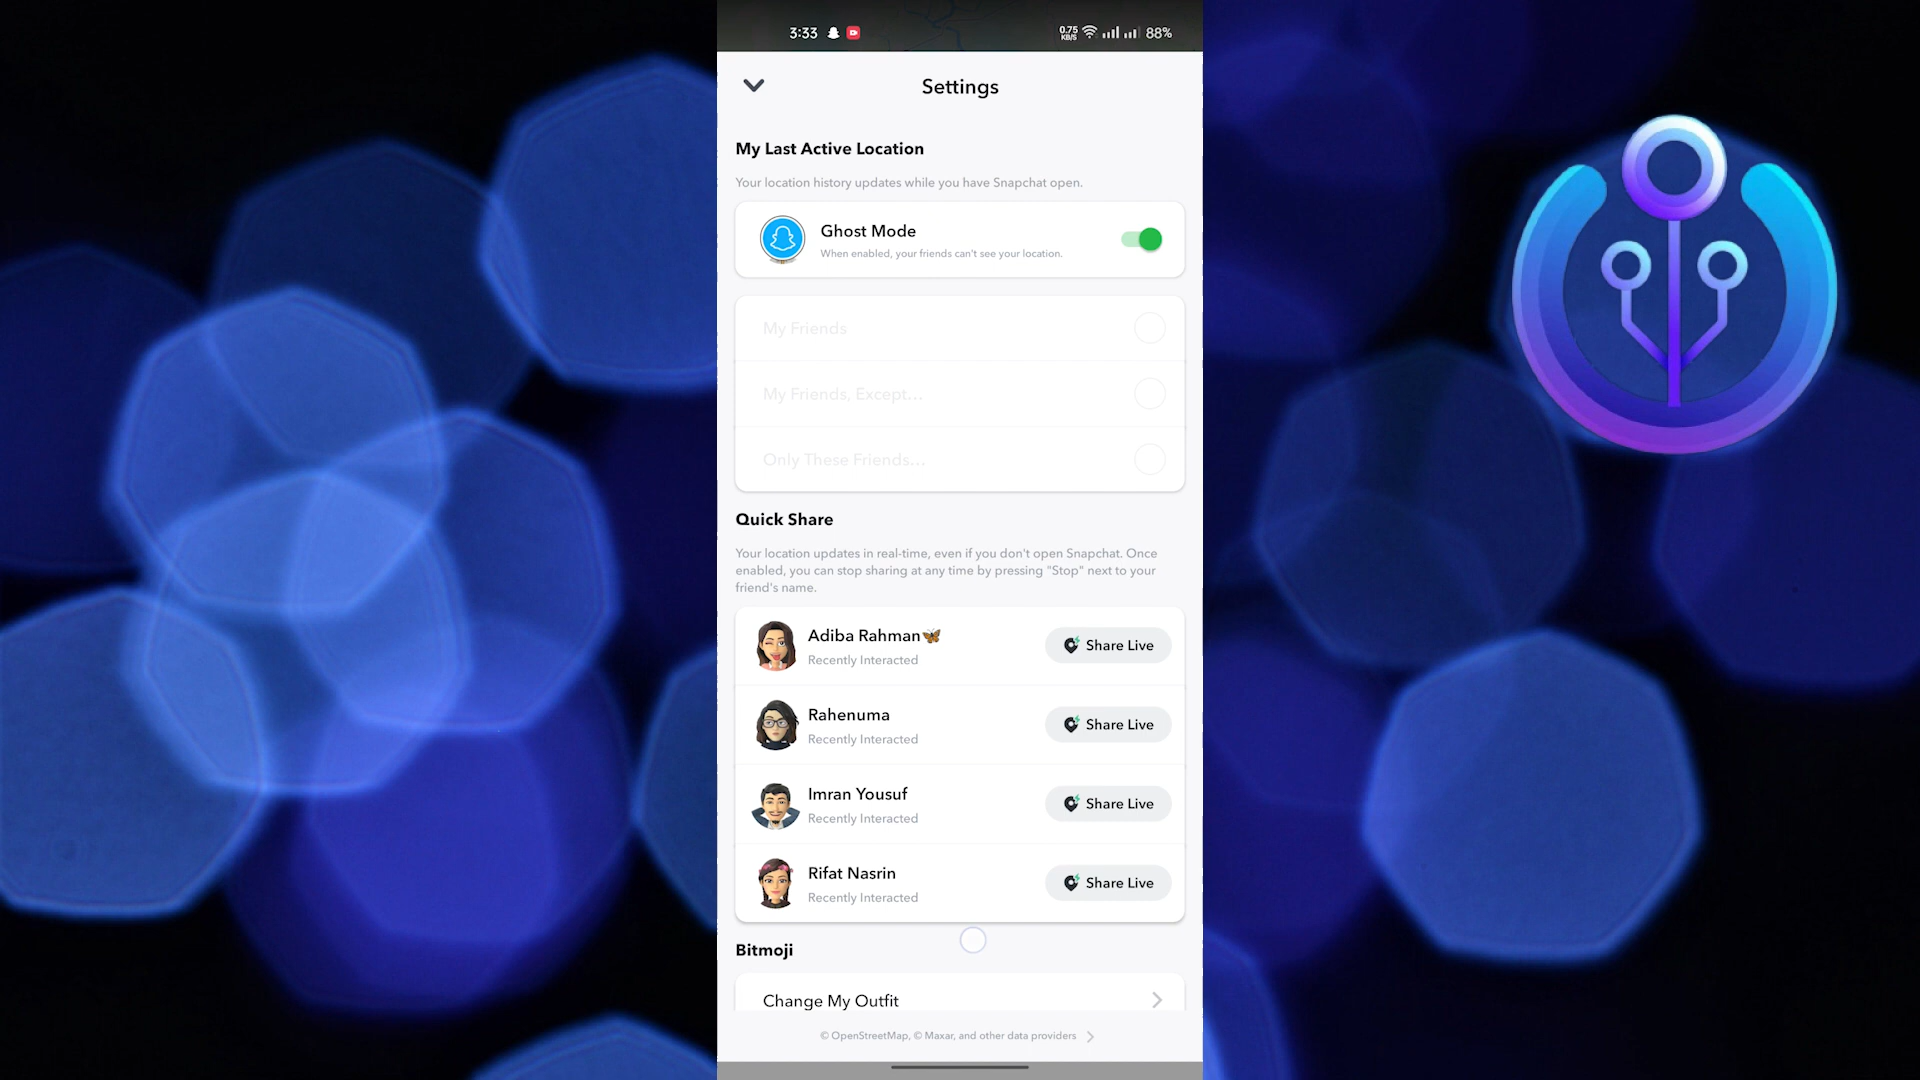 3:33
0.75 KB/S
88%
Settings
My Last Active Location
Your location history updates while you have Snapchat open.
Ghost Mode
When enabled, your friends can't see your location.
My Friends
My Friends, Except...
Only These Friends...
Quick Share
Your location updates in real-time, even if you don't open Snapchat. Once
enabled, you can stop sharing at any time by pressing "Stop" next to your
friend's name.
Adiba Rahman🦋
Recently Interacted
Share Live
Rahenuma
Recently Interacted
Share Live
Imran Yousuf
Recently Interacted
Share Live
Rifat Nasrin
Recently Interacted
Share Live
Bitmoji
Change My Outfit
© OpenStreetMap, © Maxar, and other data providers